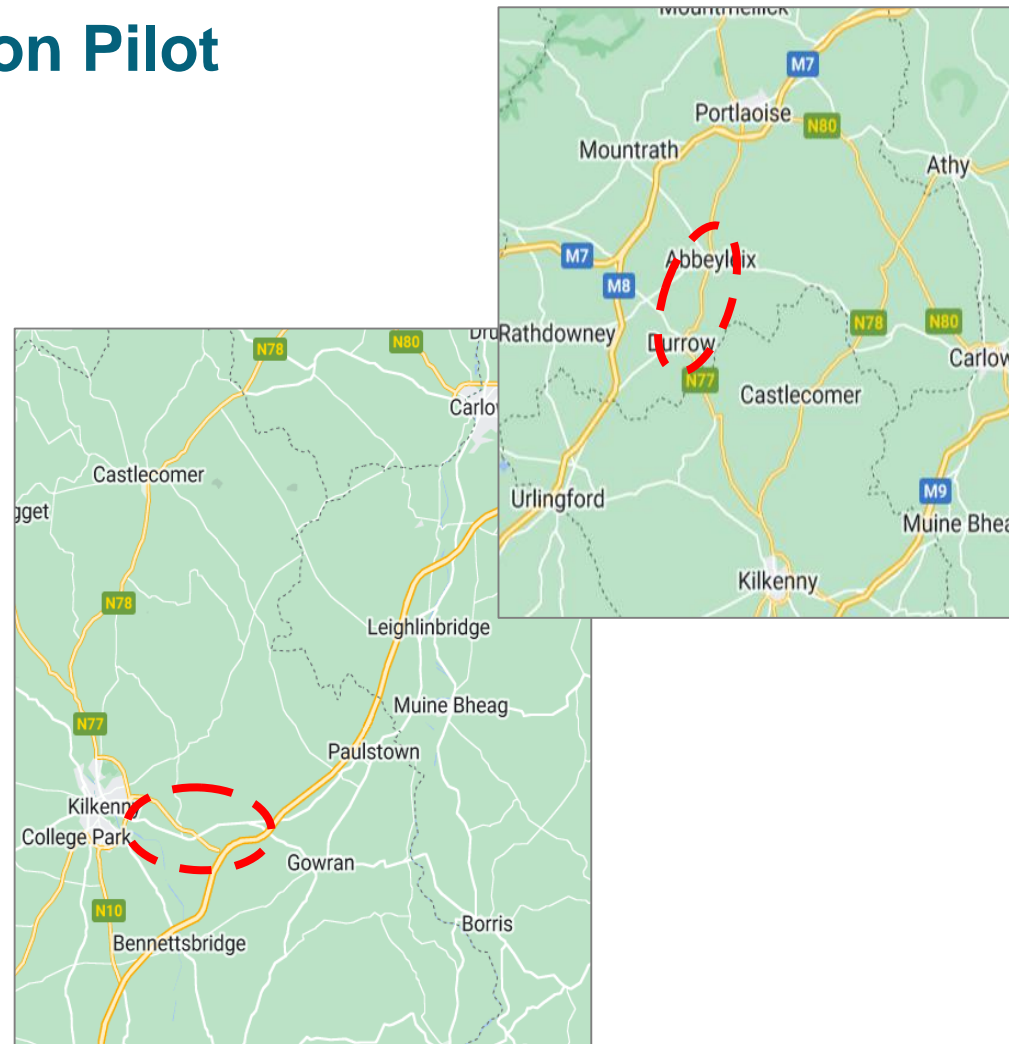 on Pilot
M7
Portlaoise
N80
Mountrath
Athy
M7
Abbeyleix
M8
Rathdowney
Durrow
N78
N80
Carlow
N77
Castlecomer
Urlingford
M9
Muine Bhea
Kilkenny
N78
N80
Dru
Carlo
Castlecomer
gget
N78
Leighlinbridge
Muine Bheag
N77
Paulstown
Kilkenny
College Park
Gowran
N10
Borris
Bennettsbridge